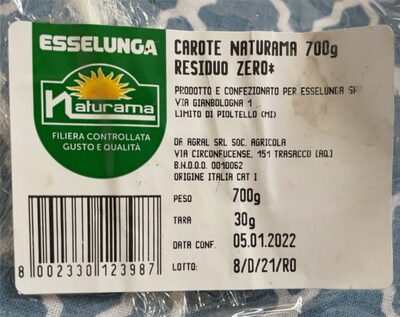 ESSELUNGA
Naturama
FILIERA CONTROLLATA
GUSTO E QUALITÀ
CAROTE NATURAMA 700g
RESIDUO ZERO*
PRODOTTO E CONFEZIONATO PER ESSELUNGA
VIA GIAMBOLOGNA 1
LIMITO DI PIOLTELLO (MI)
DA AGRAL SRL SOC. AGRICOLA
VIA CIRCONFUCENSE, 151 TRASACCO (AQ)
B.N.D.O.O. 0010062
ORIGINE ITALIA CAT I
PESO 700g
TARA 30g
DATA CONF. 05.01.2022
LOTTO: 8/D/21/RO
8 002330 123987